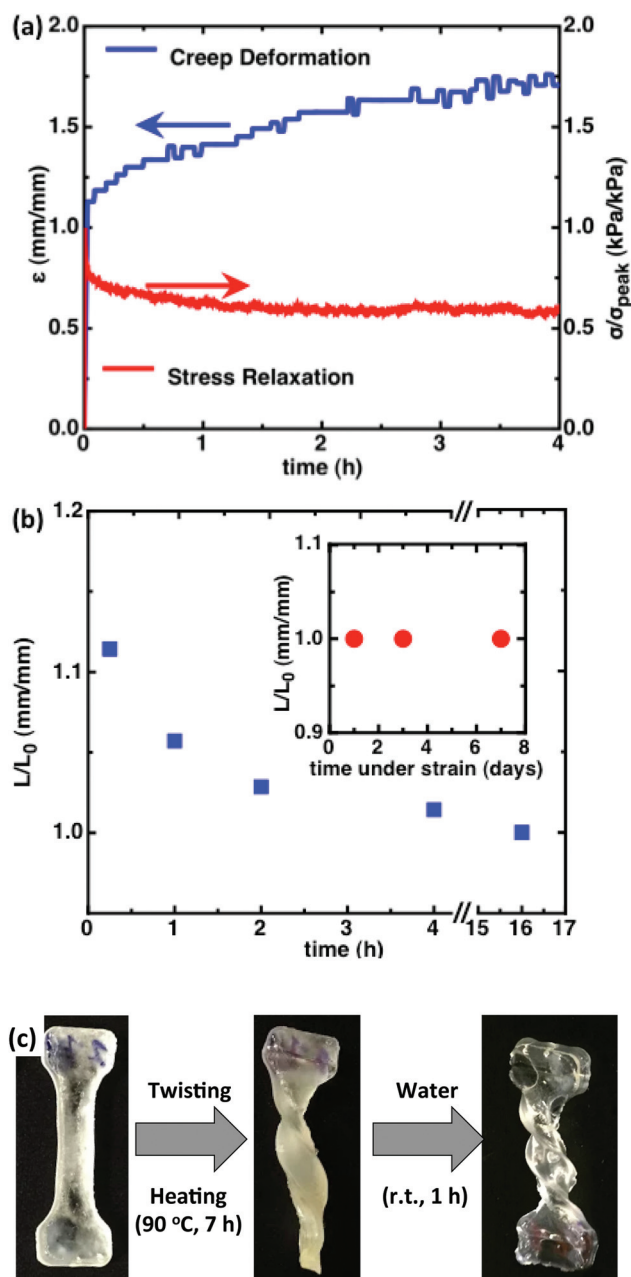 (a)
2.0
1.5
1.0
0.5
0.0
ε (mm/mm)
Creep Deformation
Stress Relaxation
2.0
1.5
1.0
0.5
0.0
σ/σpeak (kPa/kPa)
0 1 2 3 4
time (h)
(b)
1.2
1.1
1.0
L/L0 (mm/mm)
1.1
1.0
0.9
L/L0 (mm/mm)
0 2 4 6 8
time under strain (days)
0 1 2 3 4 15 16 17
time (h)
(c)
Twisting
Heating
(90 °C, 7 h)
Water
(r.t., 1 h)